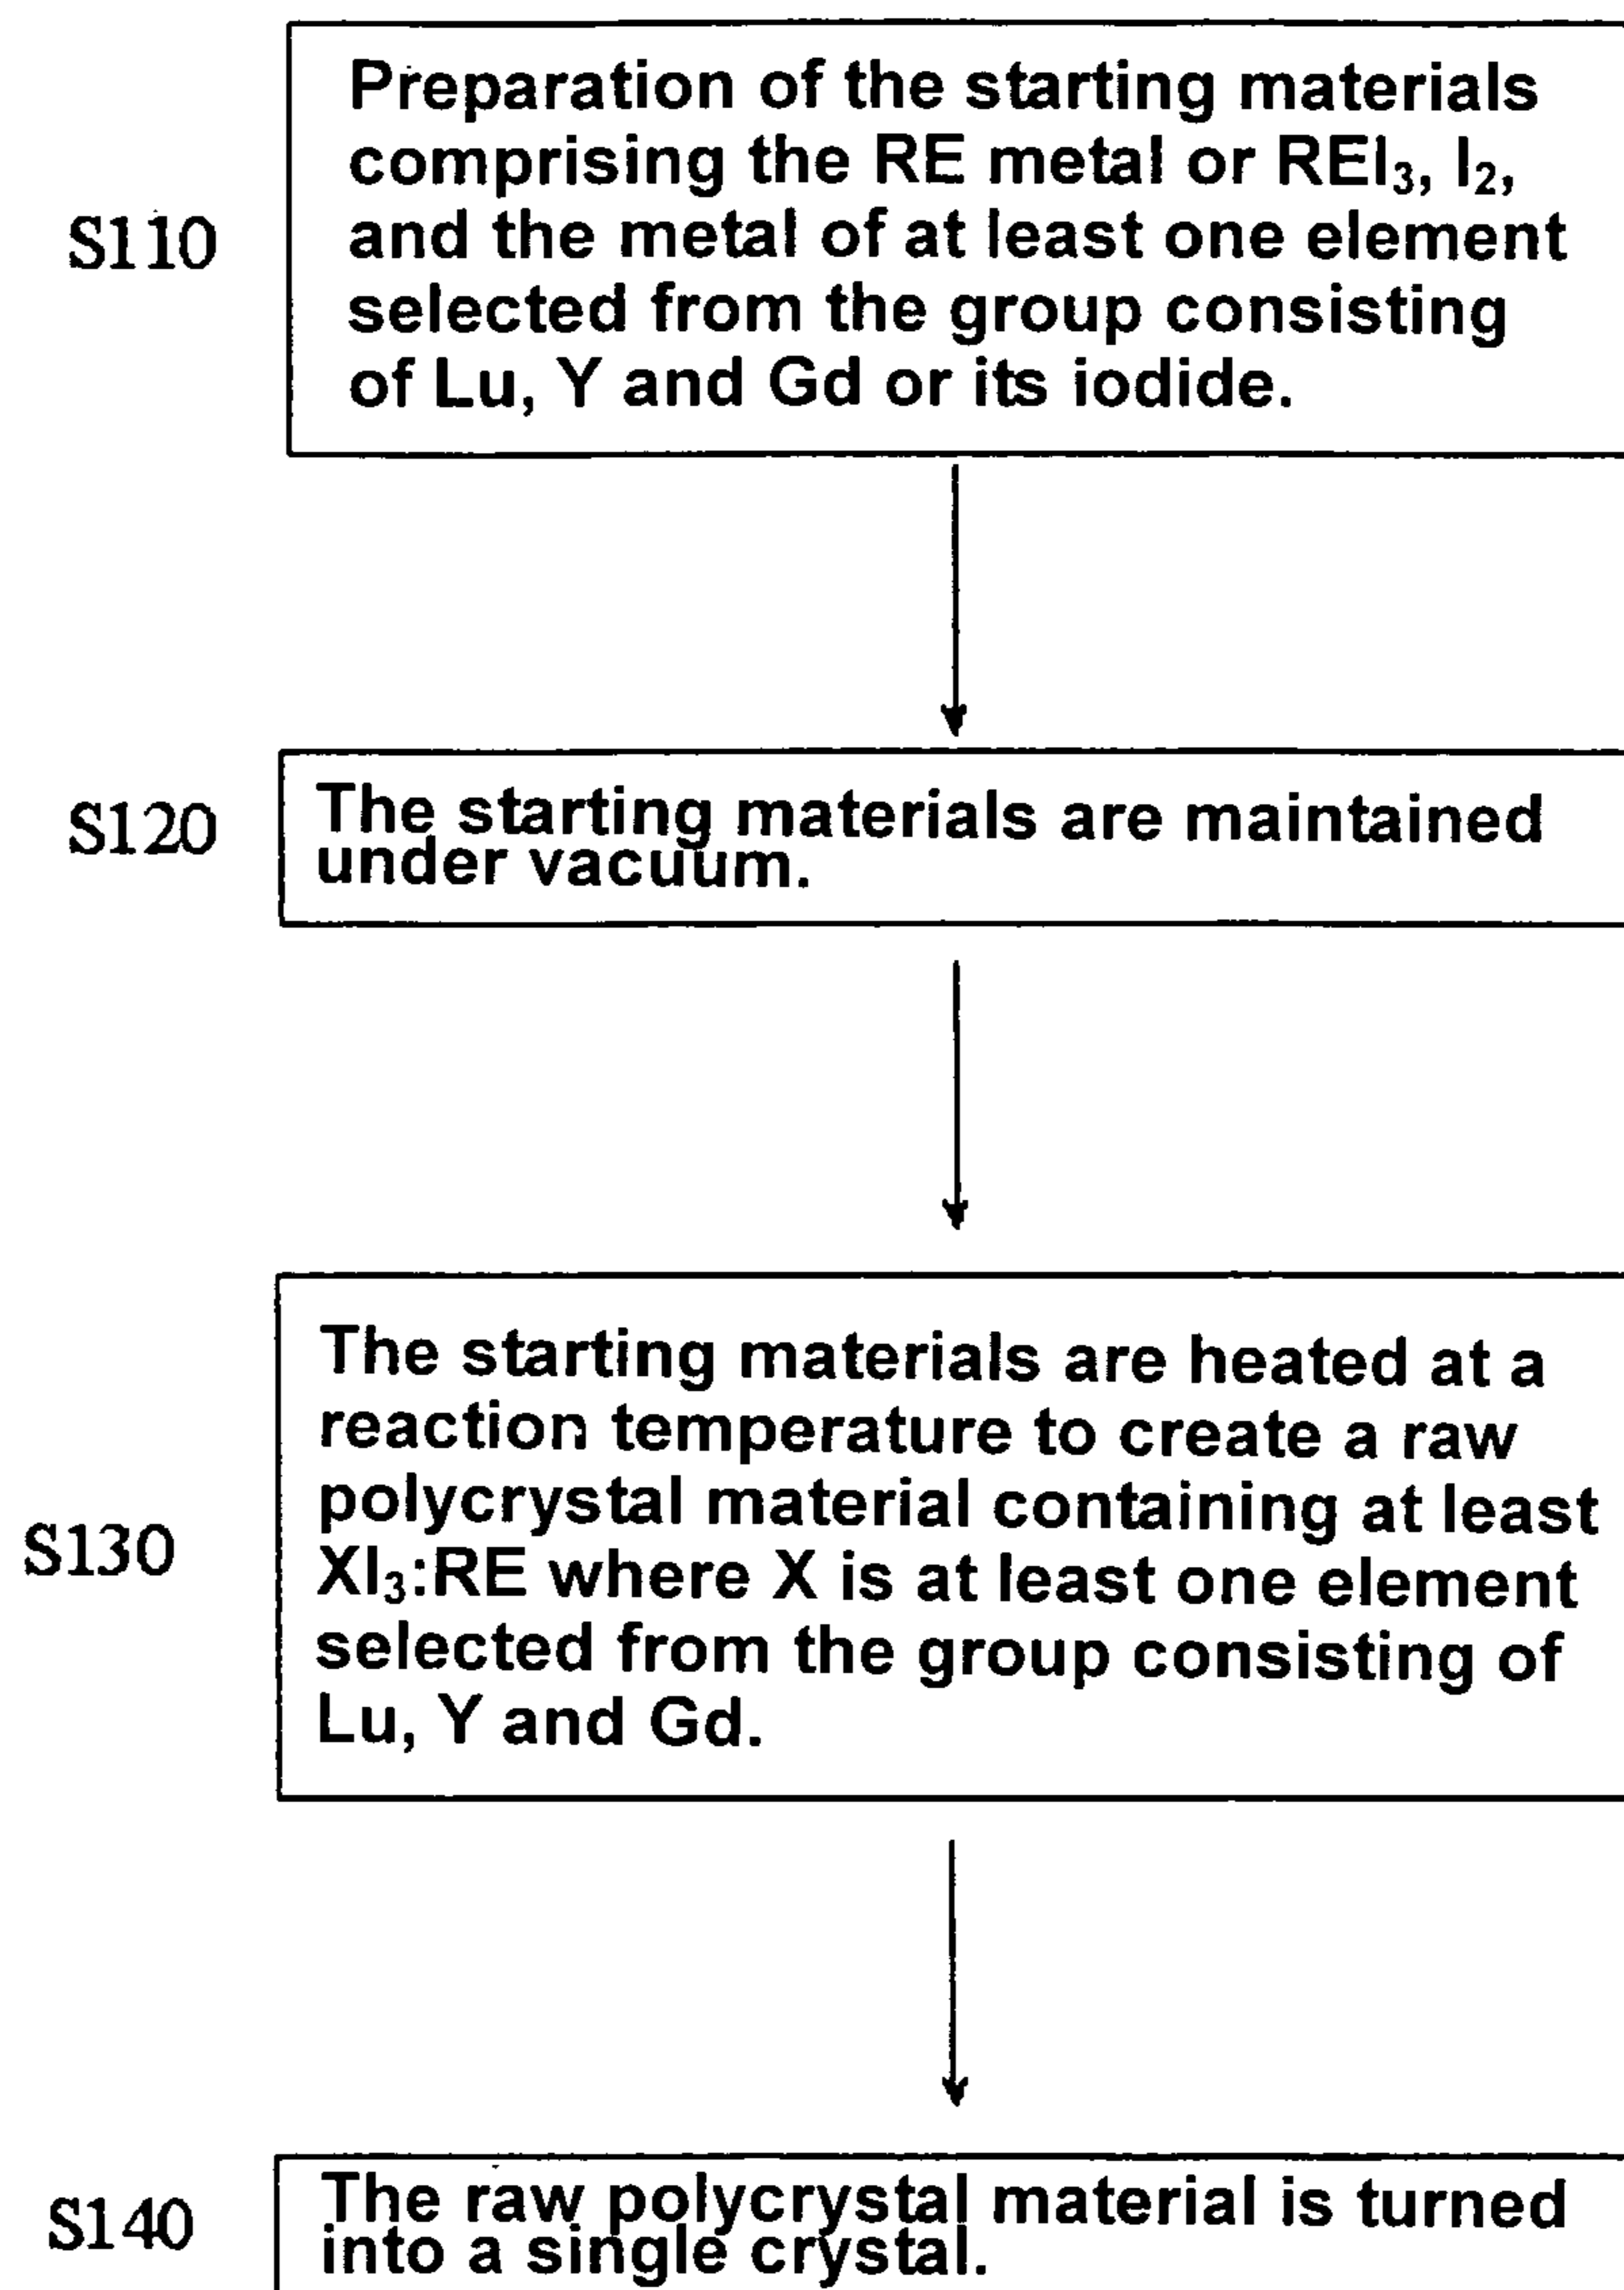 Preparation of the starting materials
comprising the RE metal or REI₃, I₂,
S110
and the metal of at least one element
selected from the group consisting
of Lu, Y and Gd or its iodide.
S120
The starting materials are maintained
under vacuum.
The starting materials are heated at a
reaction temperature to create a raw
polycrystal material containing at least
S130
XI₃:RE where X is at least one element
selected from the group consisting of
Lu, Y and Gd.
S140
The raw polycrystal material is turned
into a single crystal.